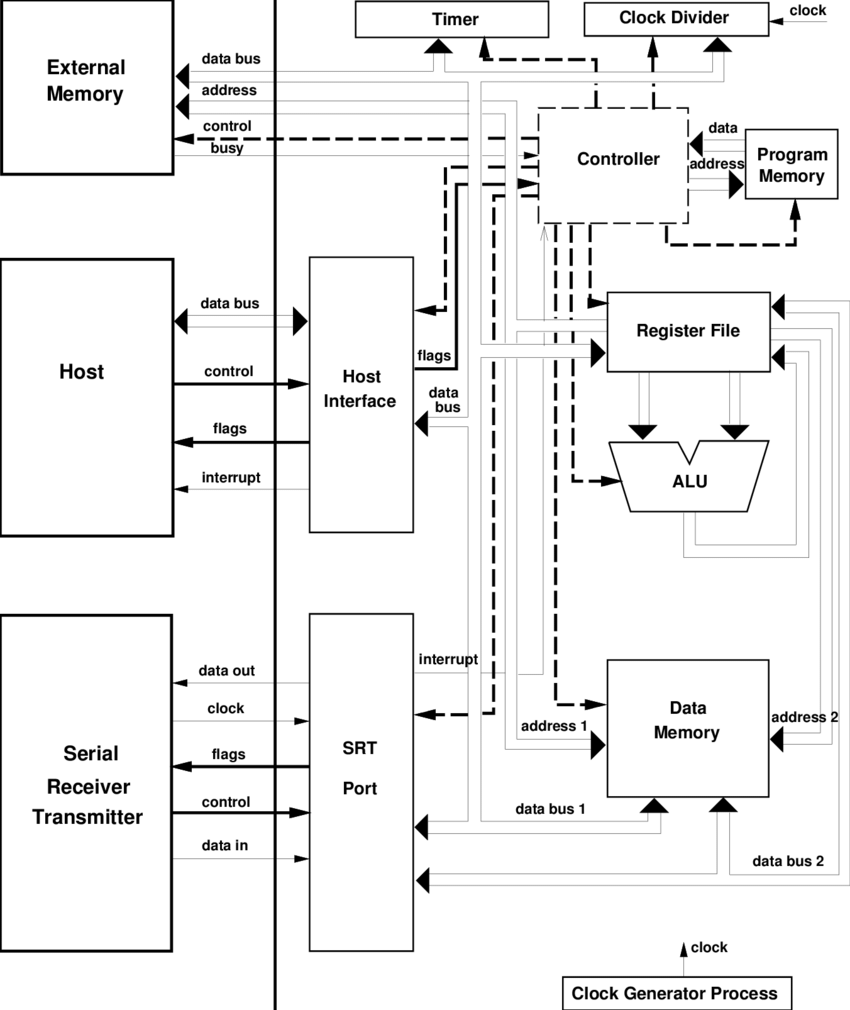 Timer
Clock Divider
clock
External
Memory
data bus
address
control
busy
Controller
data
address
Program
Memory
Host
data bus
control
flags
interrupt
Host
Interface
flags
data
bus
Register File
ALU
Serial
Receiver
Transmitter
data out
clock
flags
control
data in
SRT
Port
interrupt
address 1
Data
Memory
address 2
data bus 1
data bus 2
clock
Clock Generator Process